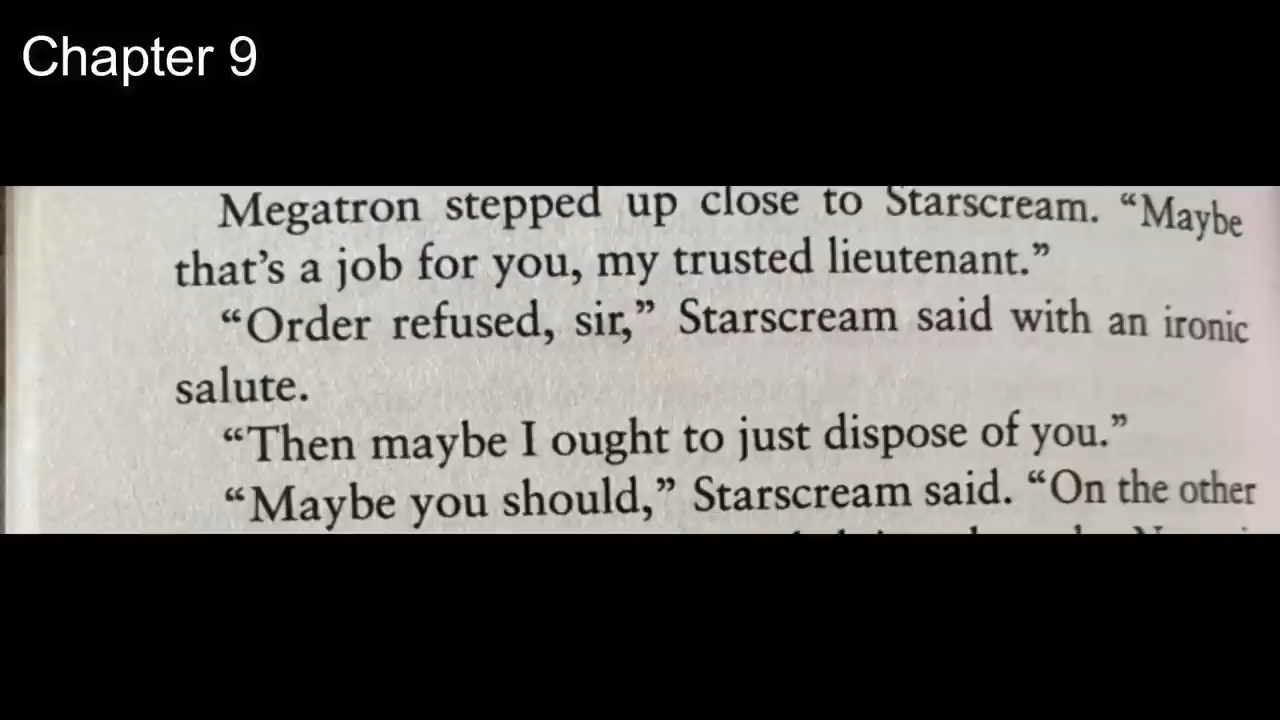 Chapter 9
Megatron stepped up close to Starscream. “Maybe
that’s a job for you, my trusted lieutenant.”
“Order refused, sir,” Starscream said with an ironic
salute.
“Then maybe I ought to just dispose of you.”
“Maybe you should,” Starscream said. “On the other